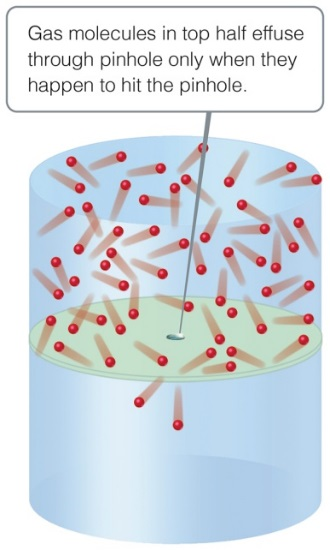 Gas molecules in top half effuse
through pinhole only when they
happen to hit the pinhole.